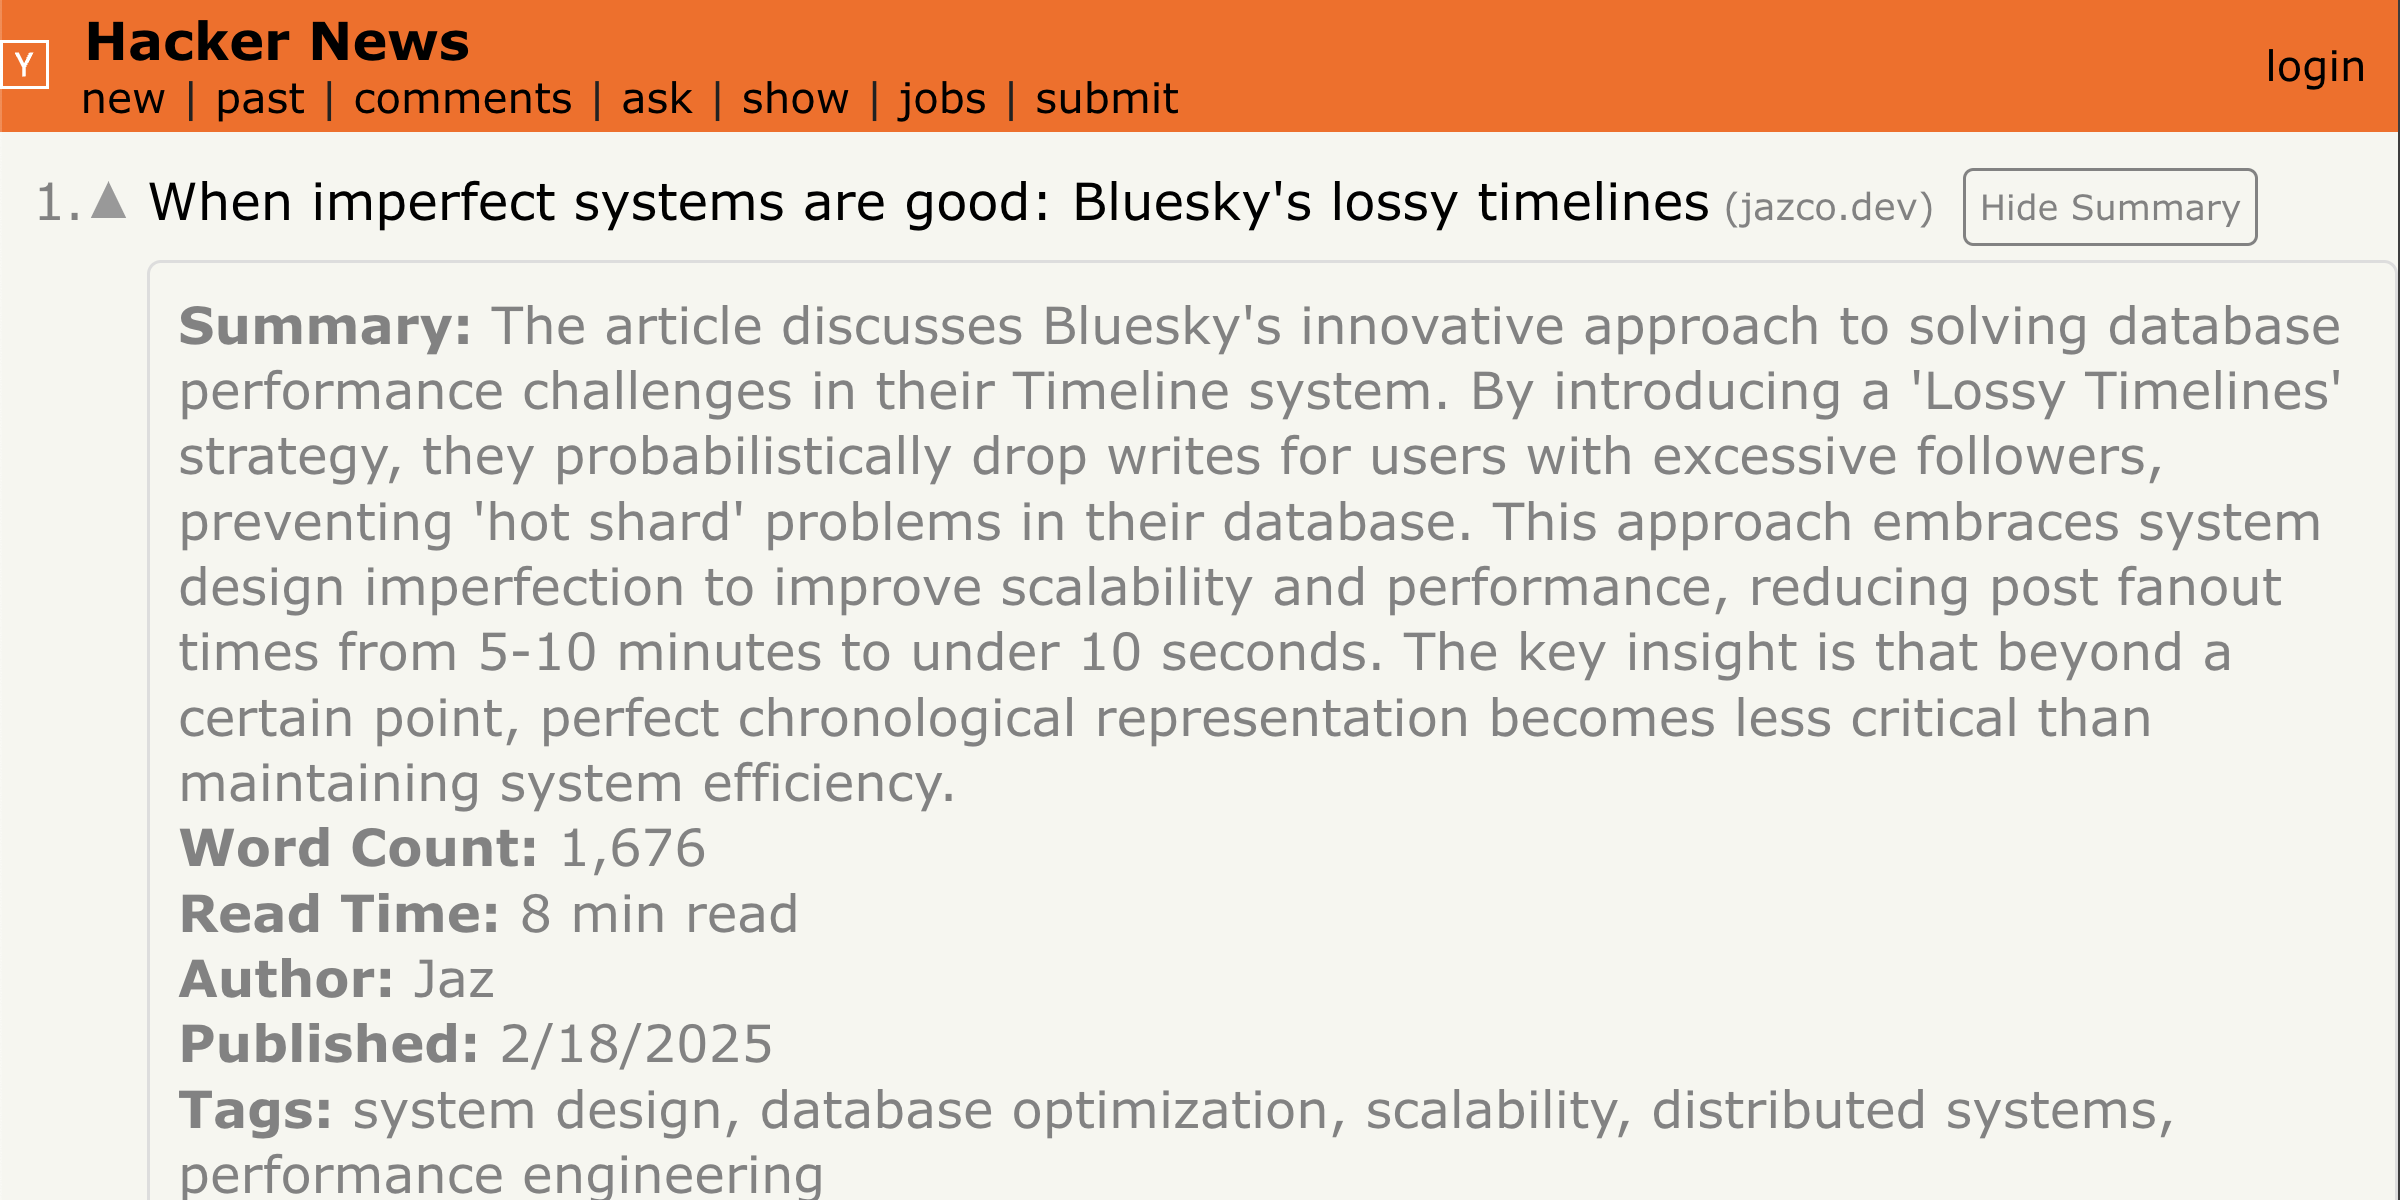 Y
Hacker News
new | past | comments | ask | show | jobs | submit
login
1. When imperfect systems are good: Bluesky's lossy timelines (jazco.dev) Hide Summary
Summary: The article discusses Bluesky's innovative approach to solving database
performance challenges in their Timeline system. By introducing a 'Lossy Timelines'
strategy, they probabilistically drop writes for users with excessive followers,
preventing 'hot shard' problems in their database. This approach embraces system
design imperfection to improve scalability and performance, reducing post fanout
times from 5-10 minutes to under 10 seconds. The key insight is that beyond a
certain point, perfect chronological representation becomes less critical than
maintaining system efficiency.
Word Count: 1,676
Read Time: 8 min read
Author: Jaz
Published: 2/18/2025
Tags: system design, database optimization, scalability, distributed systems,
performance engineering